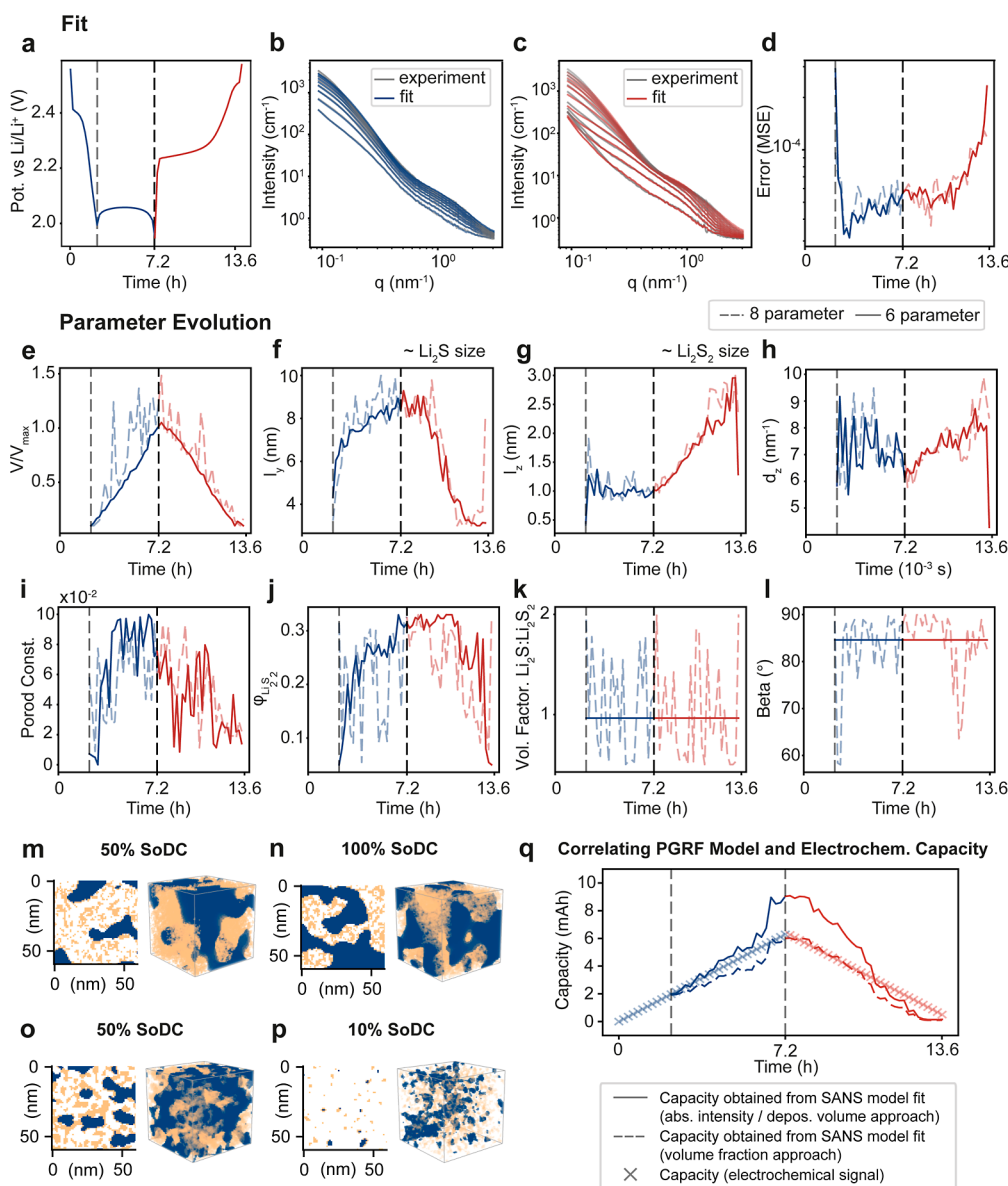 Fit
a
b
c
d
Pot. vs Li/Li⁺ (V)
2.4
2.2
2.0
0
7.2
13.6
Time (h)
Intensity (cm⁻¹)
10³
10²
10¹
10⁰
experiment
fit
10⁻¹
10⁰
q (nm⁻¹)
Intensity (cm⁻¹)
10³
10²
10¹
10⁰
experiment
fit
10⁻¹
10⁰
q (nm⁻¹)
Error (MSE)
10⁻⁴
0
7.2
13.6
Time (h)
Parameter Evolution
8 parameter
6 parameter
e
f
~ Li₂S size
g
~ Li₂S₂ size
h
V/Vmax
1.5
1.0
0.5
0
7.2
13.6
Time (h)
l_y (nm)
10
8
6
4
0
7.2
13.6
Time (h)
l_z (nm)
3.0
2.5
2.0
1.5
1.0
0.5
0
7.2
13.6
Time (h)
d_z (nm⁻¹)
10
9
8
7
6
5
0
7.2
13.6
Time (10⁻³ s)
i
j
k
l
x10⁻²
Porod Const.
10
8
6
4
2
0
0
7.2
13.6
Time (h)
φLi₂S₂
0.3
0.2
0.1
0
7.2
13.6
Time (h)
Vol. Factor. Li₂S:Li₂S₂
2
1
0
7.2
13.6
Time (h)
Beta (°)
90
80
70
60
0
7.2
13.6
Time (h)
m
50% SoDC
n
100% SoDC
q
Correlating PGRF Model and Electrochem. Capacity
(nm)
0
50
0
(nm)
50
0
50
0
(nm)
50
o
50% SoDC
p
10% SoDC
(nm)
0
50
0
(nm)
50
0
50
0
(nm)
50
Capacity (mAh)
10
8
6
4
2
0
0
7.2
13.6
Time (h)
Capacity obtained from SANS model fit
(abs. intensity / depos. volume approach)
Capacity obtained from SANS model fit
(volume fraction approach)
Capacity (electrochemical signal)